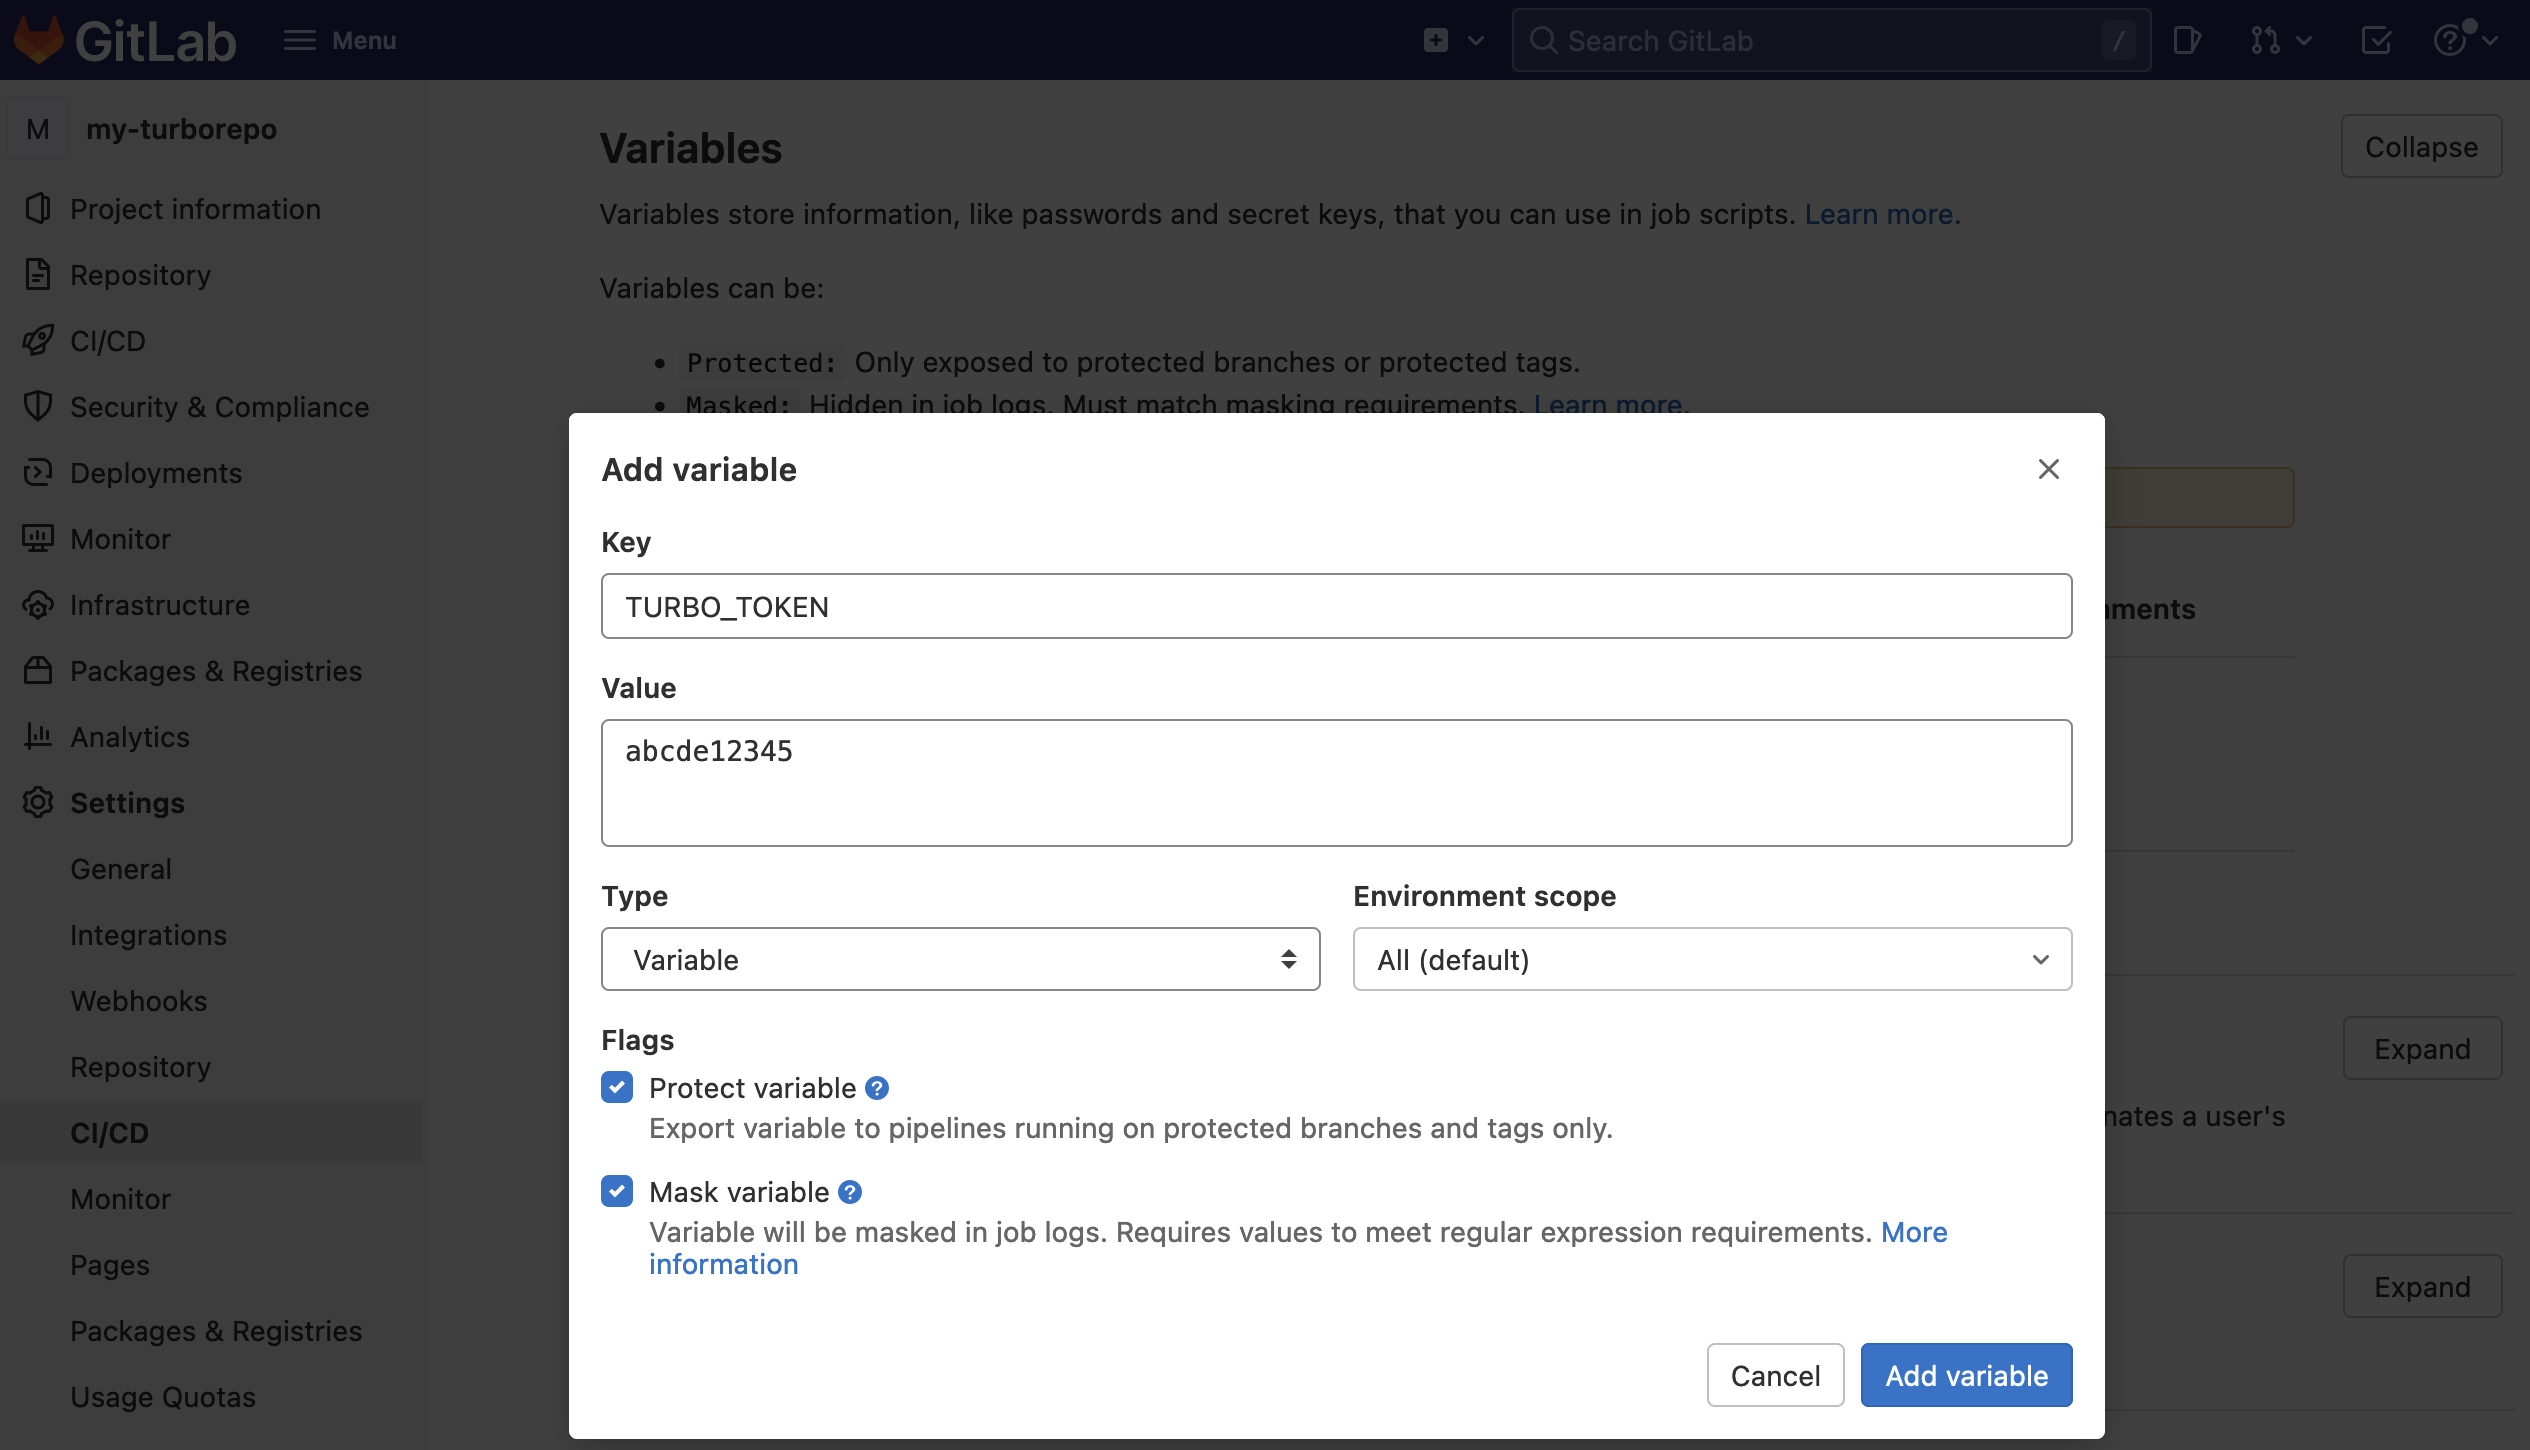 GitLab
Menu
Search GitLab
/
M
my-turborepo
Project information
Repository
CI/CD
Security & Compliance
Deployments
Monitor
Infrastructure
Packages & Registries
Analytics
Settings
General
Integrations
Webhooks
Repository
CI/CD
Monitor
Pages
Packages & Registries
Usage Quotas
Variables
Collapse
Variables store information, like passwords and secret keys, that you can use in job scripts. Learn more.
Variables can be:
• Protected: Only exposed to protected branches or protected tags.
• Masked: Hidden in job logs. Must match masking requirements. Learn more.
Add variable
Key
TURBO_TOKEN
Value
abcde12345
Type
Environment scope
Variable
All (default)
Flags
Protect variable ?
Export variable to pipelines running on protected branches and tags only.
Mask variable ?
Variable will be masked in job logs. Requires values to meet regular expression requirements. More
information
Cancel
Add variable
Expand
a user's
Expand